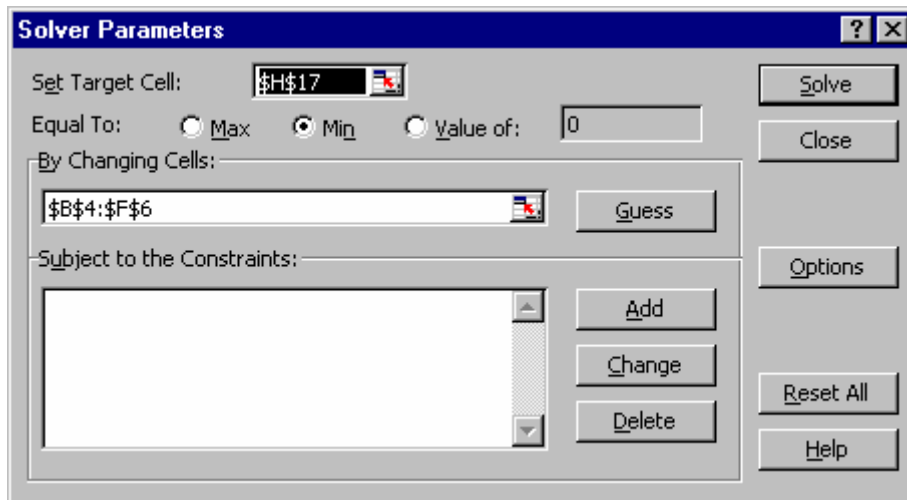 Solver Parameters
?
Set Target Cell: $H$17 Solve
Equal To: Max Min Value of: 0
Close
By Changing Cells:
$B$4:$F$6 Guess
Subject to the Constraints: Options
Add
Change
Reset All
Delete
Help